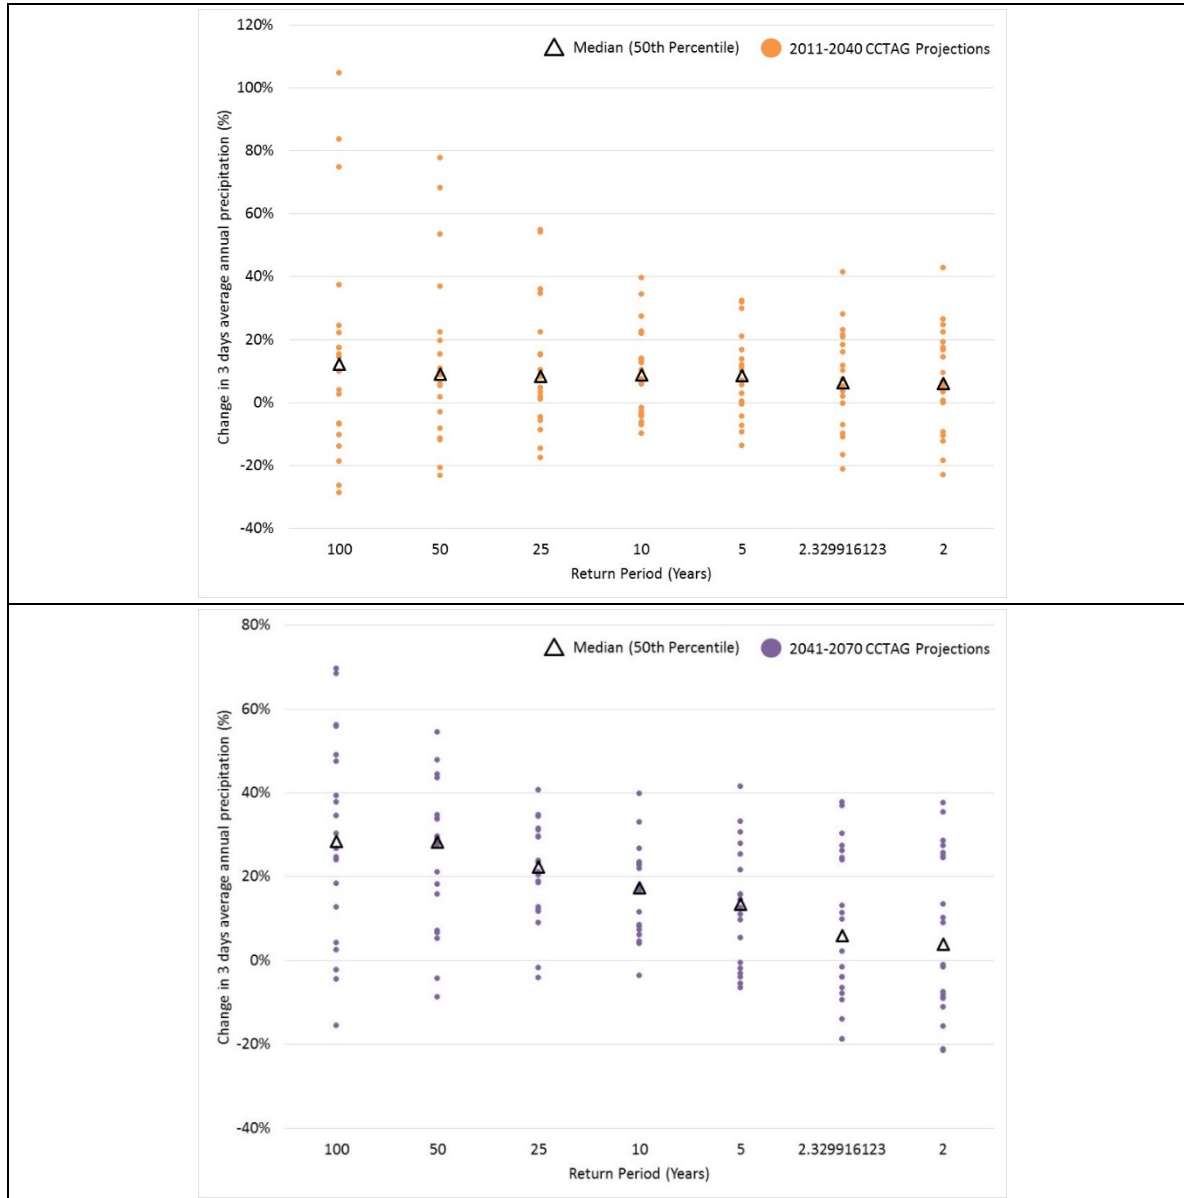 120%
Median (50th Percentile) 2011-2040 CCTAG Projections
100%
80%
60%
40%
20%
0%
-20%
-40%
Change in 3 days average annual precipitation (%)
100 50 25 10 5 2.329916123 2
Return Period (Years)
80%
Median (50th Percentile) 2041-2070 CCTAG Projections
60%
40%
20%
0%
-20%
-40%
Change in 3 days average annual precipitation (%)
100 50 25 10 5 2.329916123 2
Return Period (Years)